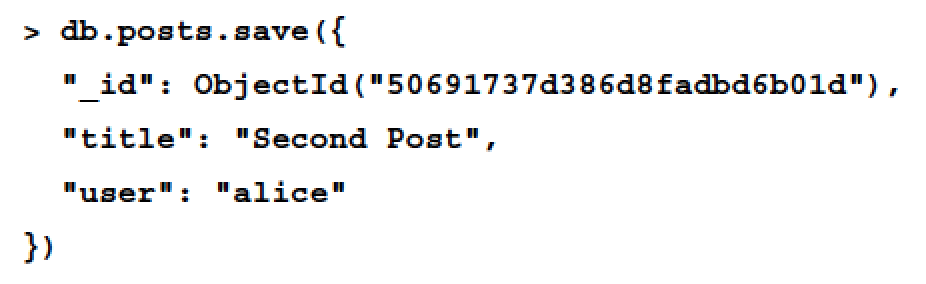 > db.posts.save({
"_id": ObjectId("50691737d386d8fadbd6b01d"),
"title": "Second Post",
"user": "alice"
})